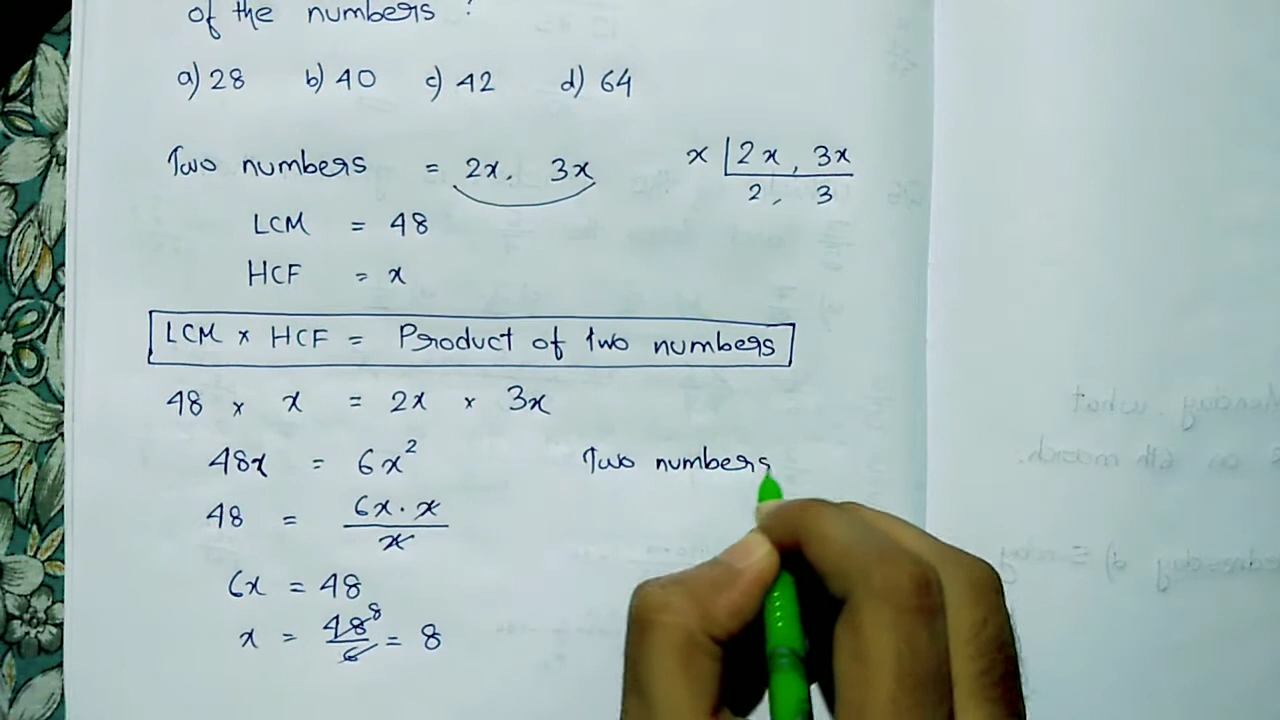 of the numbers ?
a) 28 b) 40 c) 42 d) 64
Two numbers = 2x, 3x
x | 2x, 3x
2, 3
LCM = 48
HCF = x
LCM × HCF = Product of two numbers
48 × x = 2x × 3x
48x = 6x²
48 = 6x . x / x
6x = 48
x = 48/6 8 = 8
Two numbers